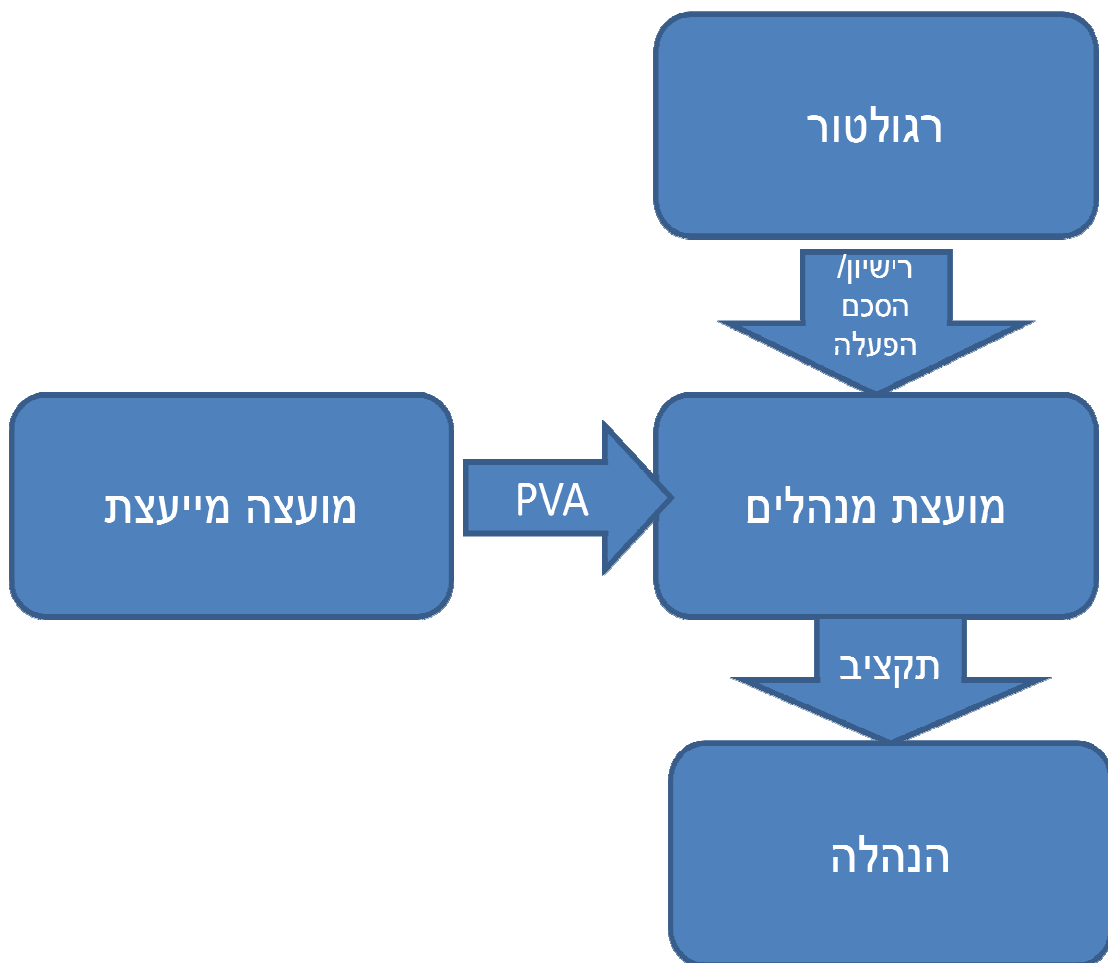 רגולטור
רישיון/
הסכם
הפעלה
מועצת מנהלים
PVA
מועצה מייעצת
תקציב
הנהלה